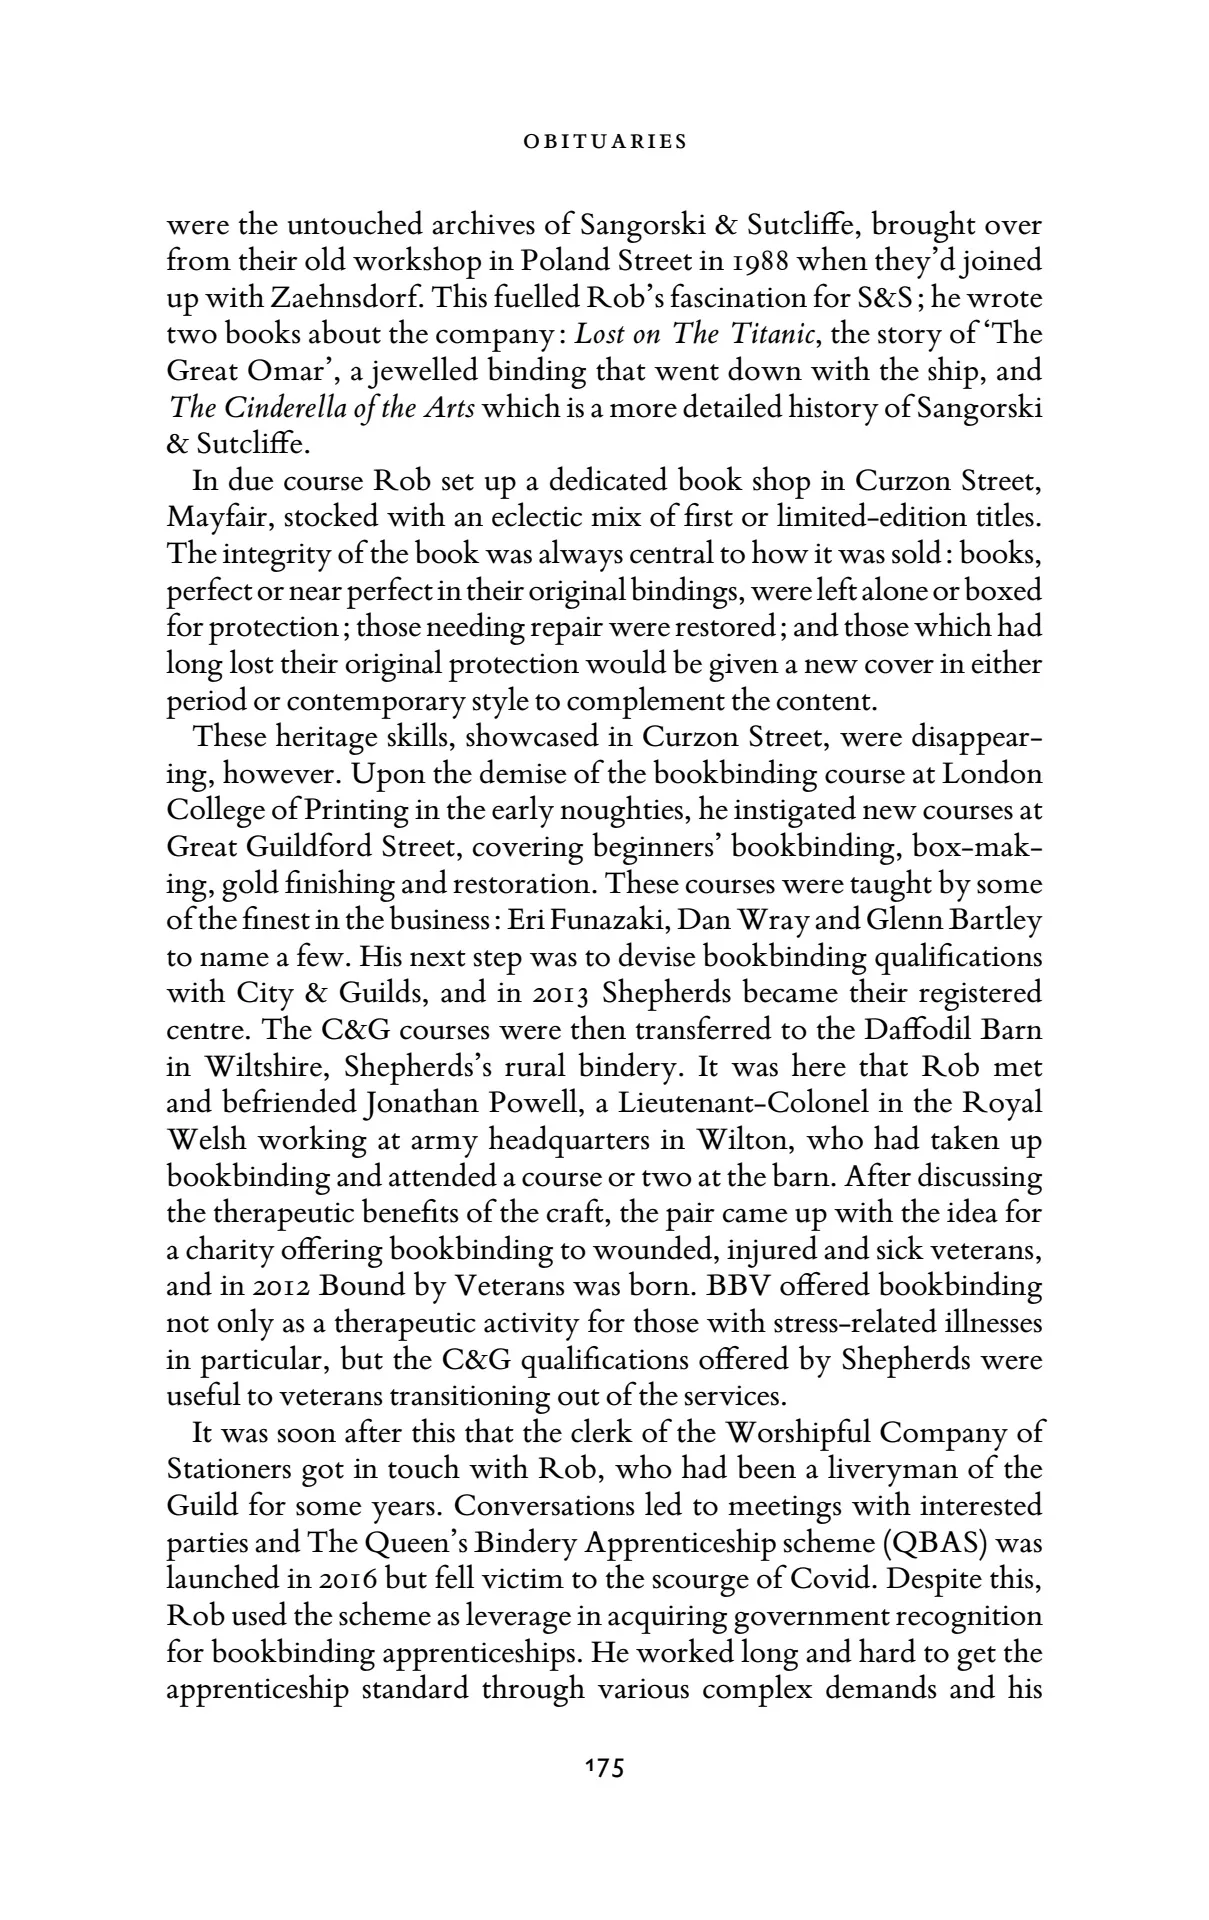 OBITUARIES
were the untouched archives of Sangorski & Sutcliffe, brought over
from their old workshop in Poland Street in 1988 when they’d joined
up with Zaehnsdorf. This fuelled Rob’s fascination for S&S ; he wrote
two books about the company : Lost on The Titanic, the story of ‘The
Great Omar’, a jewelled binding that went down with the ship, and
The Cinderella of the Arts which is a more detailed history of Sangorski
& Sutcliffe.
In due course Rob set up a dedicated book shop in Curzon Street,
Mayfair, stocked with an eclectic mix of first or limited-edition titles.
The integrity of the book was always central to how it was sold : books,
perfect or near perfect in their original bindings, were left alone or boxed
for protection ; those needing repair were restored ; and those which had
long lost their original protection would be given a new cover in either
period or contemporary style to complement the content.
These heritage skills, showcased in Curzon Street, were disappear-
ing, however. Upon the demise of the bookbinding course at London
College of Printing in the early noughties, he instigated new courses at
Great Guildford Street, covering beginners’ bookbinding, box-mak-
ing, gold finishing and restoration. These courses were taught by some
of the finest in the business : Eri Funazaki, Dan Wray and Glenn Bartley
to name a few. His next step was to devise bookbinding qualifications
with City & Guilds, and in 2013 Shepherds became their registered
centre. The C&G courses were then transferred to the Daffodil Barn
in Wiltshire, Shepherds’s rural bindery. It was here that Rob met
and befriended Jonathan Powell, a Lieutenant-Colonel in the Royal
Welsh working at army headquarters in Wilton, who had taken up
bookbinding and attended a course or two at the barn. After discussing
the therapeutic benefits of the craft, the pair came up with the idea for
a charity offering bookbinding to wounded, injured and sick veterans,
and in 2012 Bound by Veterans was born. BBV offered bookbinding
not only as a therapeutic activity for those with stress-related illnesses
in particular, but the C&G qualifications offered by Shepherds were
useful to veterans transitioning out of the services.
It was soon after this that the clerk of the Worshipful Company of
Stationers got in touch with Rob, who had been a liveryman of the
Guild for some years. Conversations led to meetings with interested
parties and The Queen’s Bindery Apprenticeship scheme (QBAS) was
launched in 2016 but fell victim to the scourge of Covid. Despite this,
Rob used the scheme as leverage in acquiring government recognition
for bookbinding apprenticeships. He worked long and hard to get the
apprenticeship standard through various complex demands and his
175